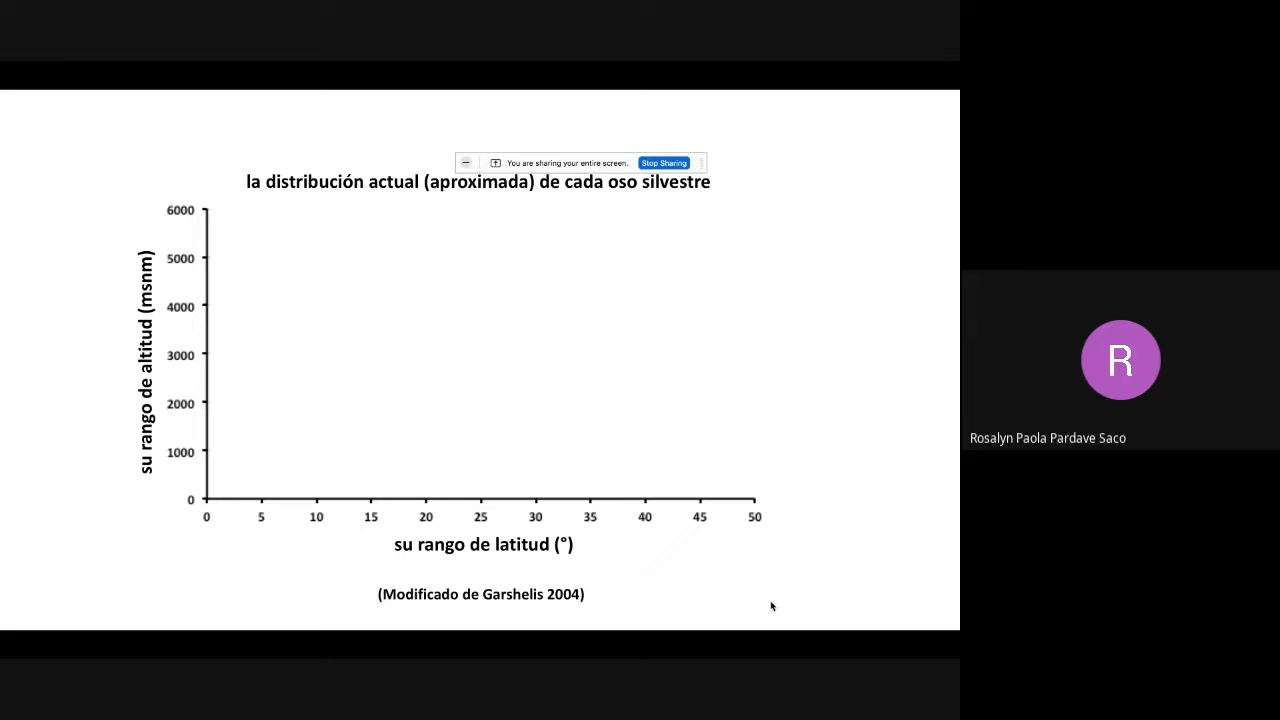 You are sharing your entire screen. Stop Sharing
la distribución actual (aproximada) de cada oso silvestre
6000
5000
4000
3000
2000
1000
0
su rango de altitud (msnm)
0 5 10 15 20 25 30 35 40 45 50
su rango de latitud (°)
(Modificado de Garshelis 2004)
R
Rosalyn Paola Pardave Saco